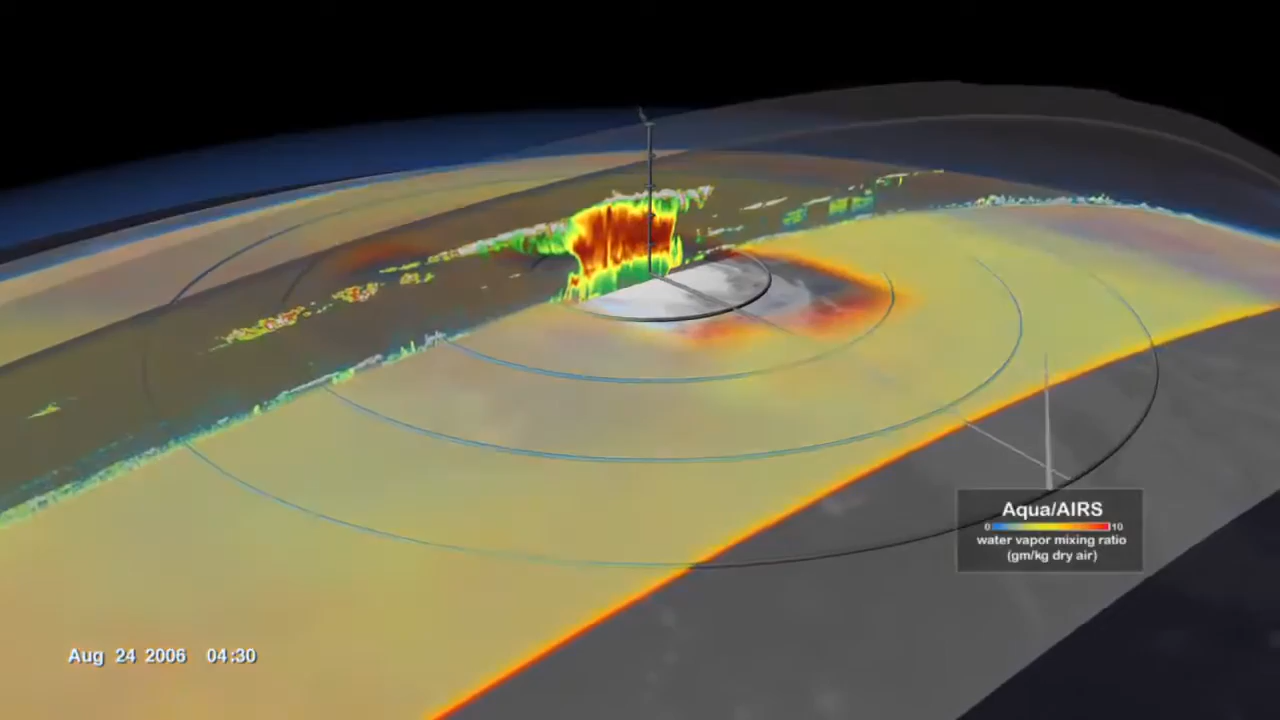 Aqua/AIRS
0 10
water vapor mixing ratio
(gm/kg dry air)
Aug 24 2006 04:30